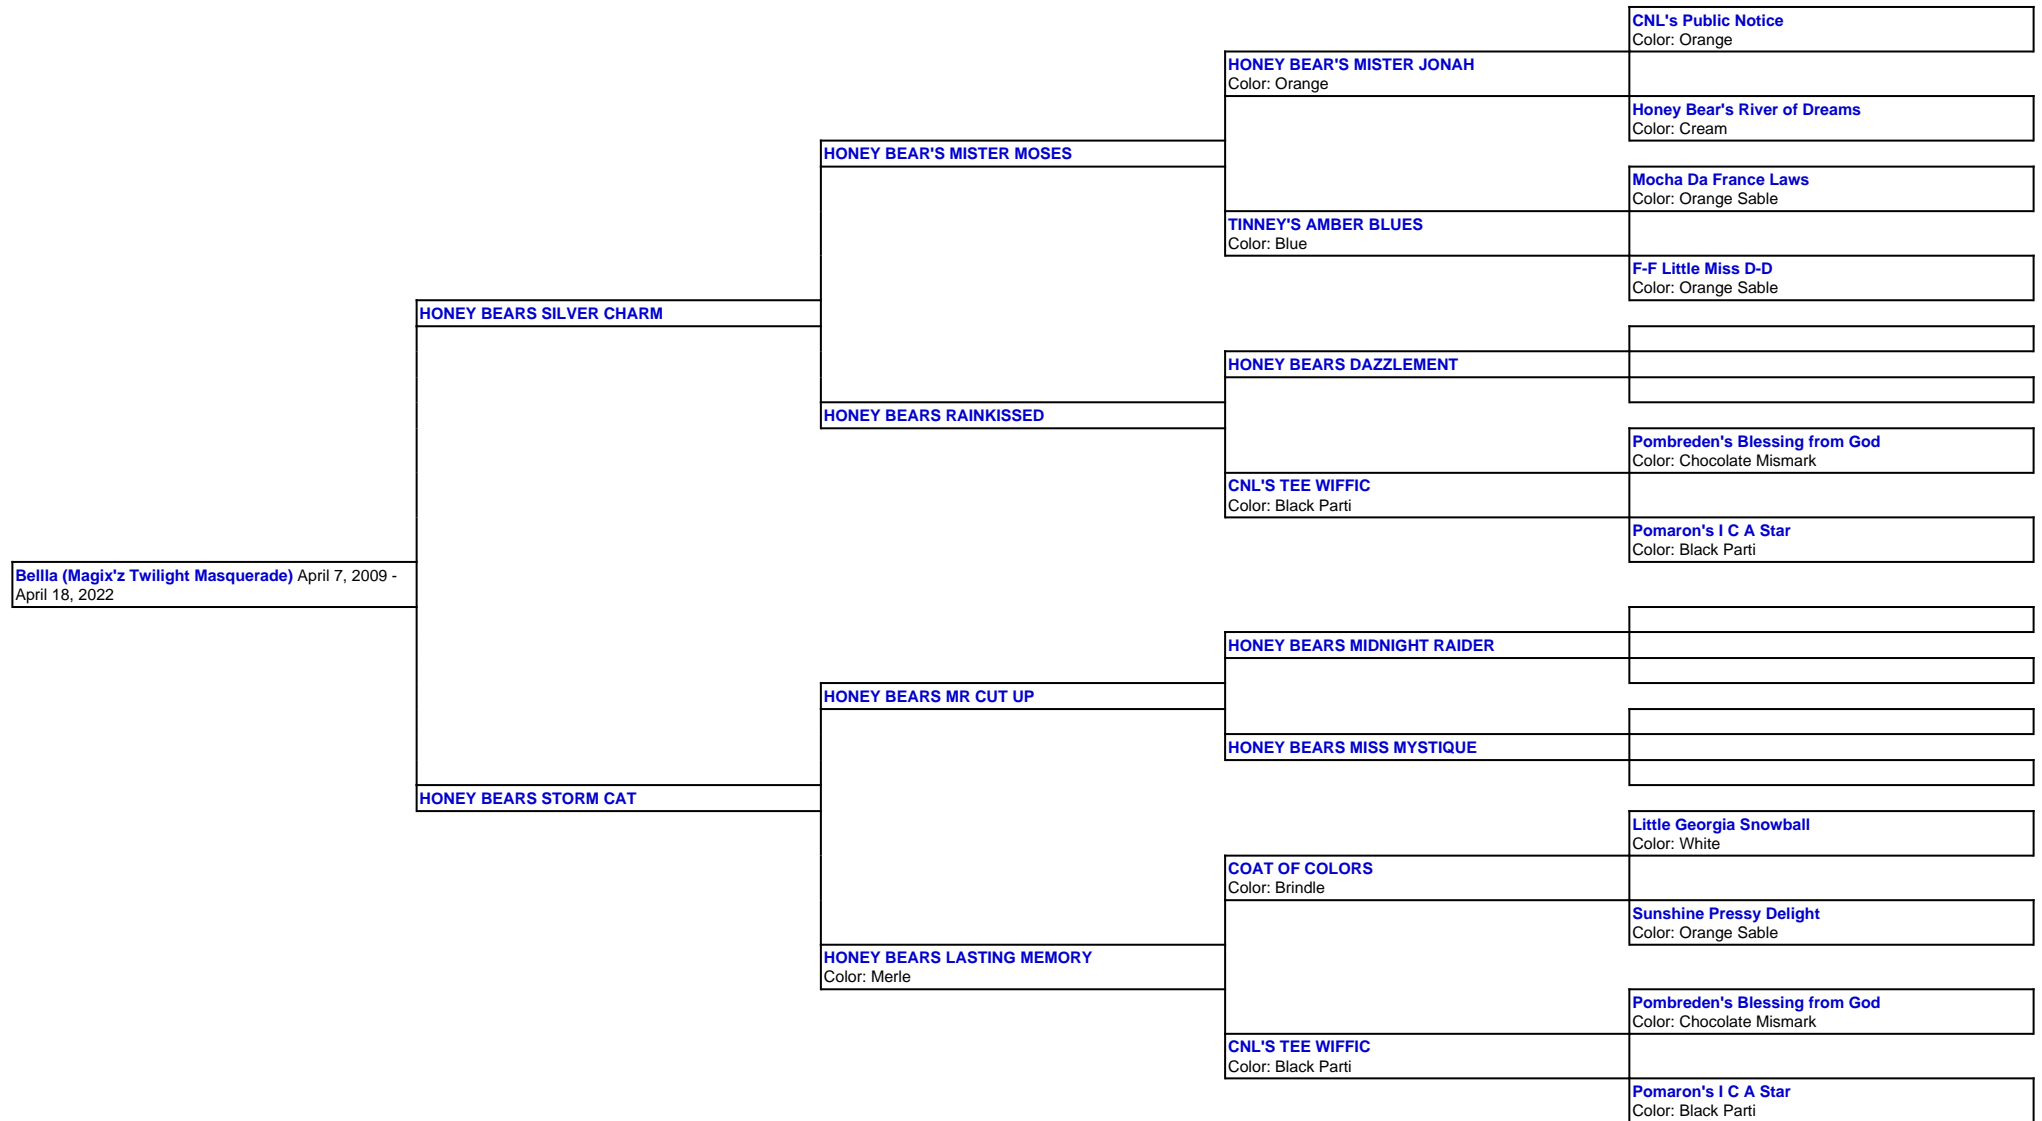 CNL's Public Notice
Color: Orange
HONEY BEAR'S MISTER JONAH
Color: Orange
Honey Bear's River of Dreams
Color: Cream
HONEY BEAR'S MISTER MOSES
Mocha Da France Laws
Color: Orange Sable
TINNEY'S AMBER BLUES
Color: Blue
F-F Little Miss D-D
Color: Orange Sable
HONEY BEARS SILVER CHARM
HONEY BEARS DAZZLEMENT
HONEY BEARS RAINKISSED
Pombreden's Blessing from God
Color: Chocolate Mismark
CNL'S TEE WIFFIC
Color: Black Parti
Pomaron's I C A Star
Color: Black Parti
Bellla (Magix'z Twilight Masquerade) April 7, 2009 -
April 18, 2022
HONEY BEARS MIDNIGHT RAIDER
HONEY BEARS MR CUT UP
HONEY BEARS MISS MYSTIQUE
HONEY BEARS STORM CAT
Little Georgia Snowball
Color: White
COAT OF COLORS
Color: Brindle
Sunshine Pressy Delight
Color: Orange Sable
HONEY BEARS LASTING MEMORY
Color: Merle
Pombreden's Blessing from God
Color: Chocolate Mismark
CNL'S TEE WIFFIC
Color: Black Parti
Pomaron's I C A Star
Color: Black Parti